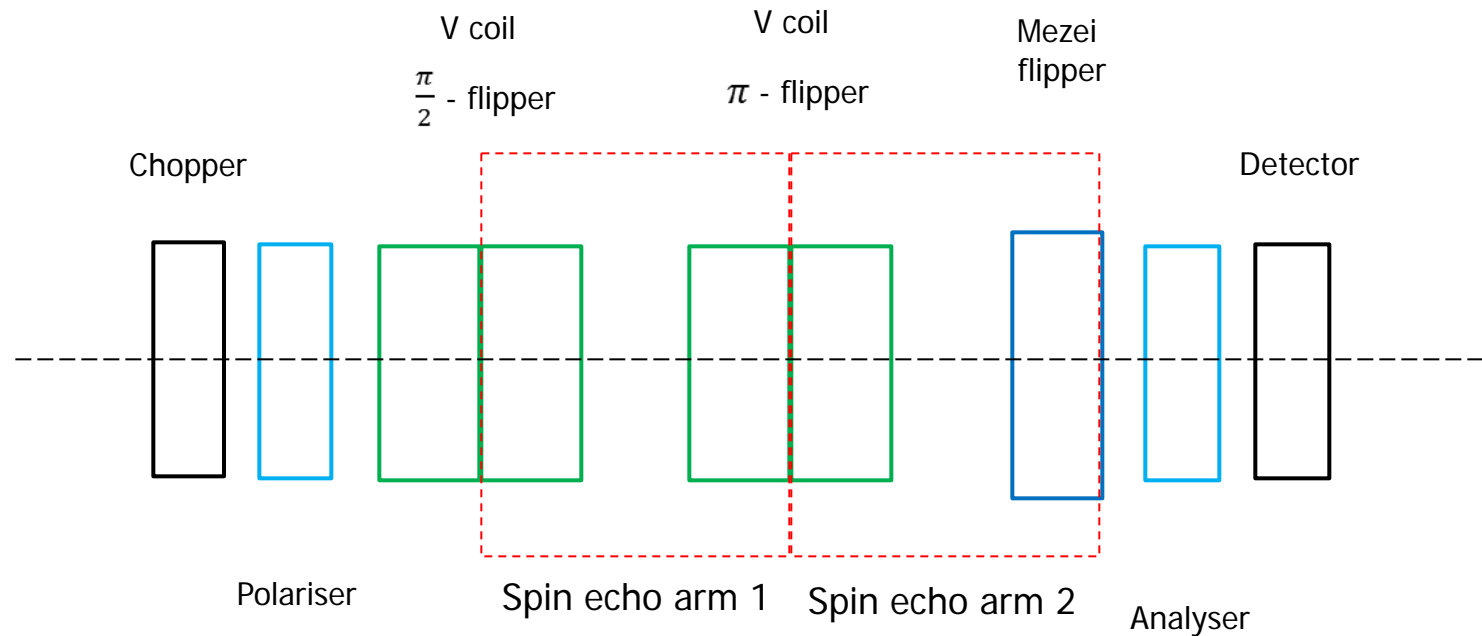 V coil
π/2 - flipper
V coil
π - flipper
Mezei
flipper
Chopper
Detector
Polariser
Spin echo arm 1
Spin echo arm 2
Analyser